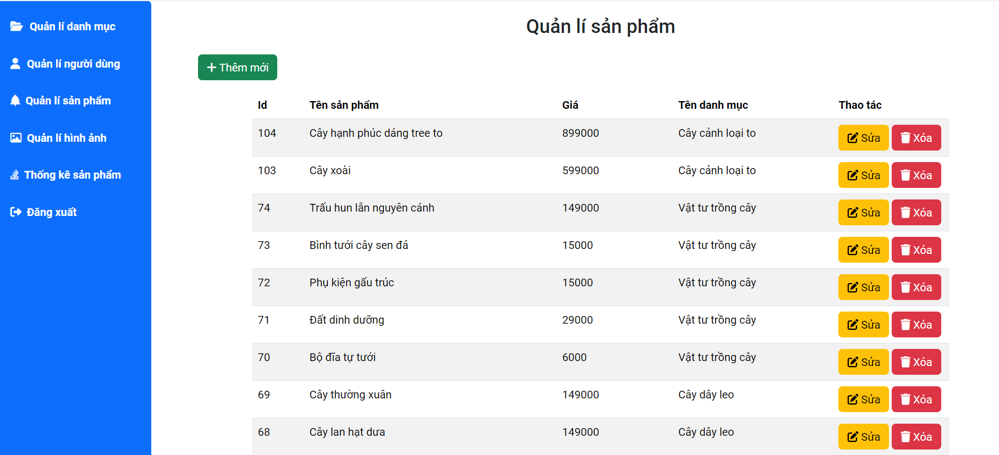 Quản lí danh mục
Quản lí người dùng
Quản lí sản phẩm
Quản lí hình ảnh
Thống kê sản phẩm
Đăng xuất
Quản lí sản phẩm
+ Thêm mới
Id Tên sản phẩm Giá Tên danh mục Thao tác
104 Cây hạnh phúc dáng tree to 899000 Cây cảnh loại to Sửa Xóa
103 Cây xoài 599000 Cây cảnh loại to Sửa Xóa
74 Trấu hun lẫn nguyên cánh 149000 Vật tư trồng cây Sửa Xóa
73 Bình tưới cây sen đá 15000 Vật tư trồng cây Sửa Xóa
72 Phụ kiện gấu trúc 15000 Vật tư trồng cây Sửa Xóa
71 Đất dinh dưỡng 29000 Vật tư trồng cây Sửa Xóa
70 Bộ đĩa tự tưới 6000 Vật tư trồng cây Sửa Xóa
69 Cây thường xuân 149000 Cây dây leo Sửa Xóa
68 Cây lan hạt dưa 149000 Cây dây leo Sửa Xóa